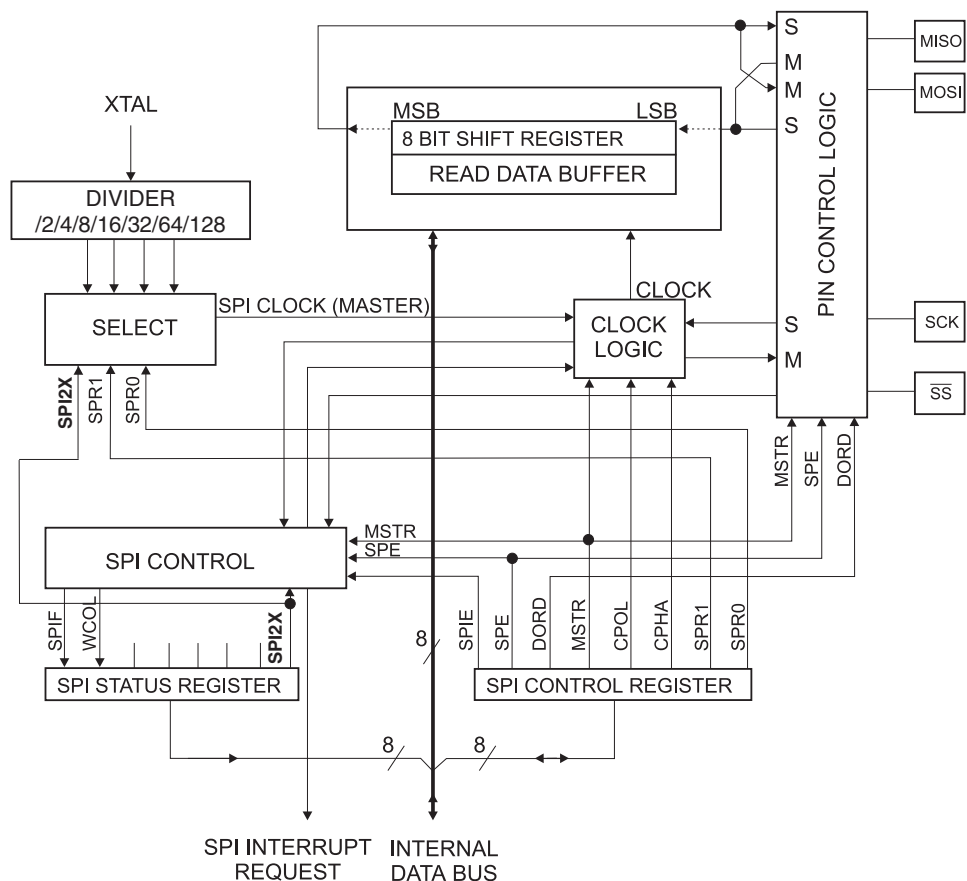 S
MISO
M
XTAL
MSB
LSB
M
MOSI
8 BIT SHIFT REGISTER
S
READ DATA BUFFER
DIVIDER
/2/4/8/16/32/64/128
PIN CONTROL LOGIC
SPI CLOCK (MASTER)
CLOCK
SELECT
CLOCK
LOGIC
S
SCK
M
SPI2X
SPR1
SPR0
SS
MSTR
SPE
DORD
MSTR
SPE
SPI CONTROL
SPIF
WCOL
SPI2X
8
SPIE
SPE
DORD
MSTR
CPOL
CPHA
SPR1
SPR0
SPI STATUS REGISTER
SPI CONTROL REGISTER
8
8
SPI INTERRUPT
REQUEST
INTERNAL
DATA BUS